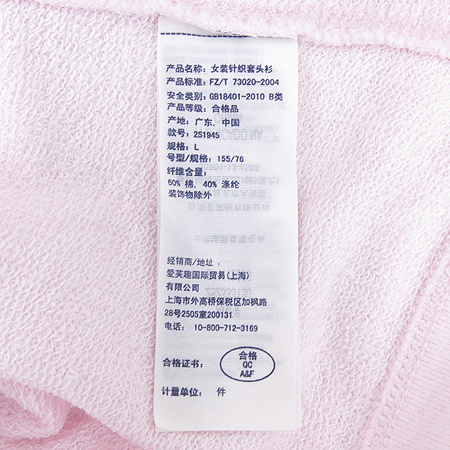 产品名称: 女装针织套头衫
产品标准: FZ/T 73020-2004
安全类别: GB18401-2010 B类
产品等级: 合格品
产地: 广东, 中国
款号: 2S1945
规格: L
号型/规格: 155/76
纤维含量:
60% 棉, 40% 涤纶
装饰物除外
经销商/地址:
爱芙趣国际贸易(上海)
有限公司
上海市外高桥保税区加枫路
28号2505室200131
电话: 10-800-712-3169
合格证书:
合格
QC
A&F
计量单位: 件